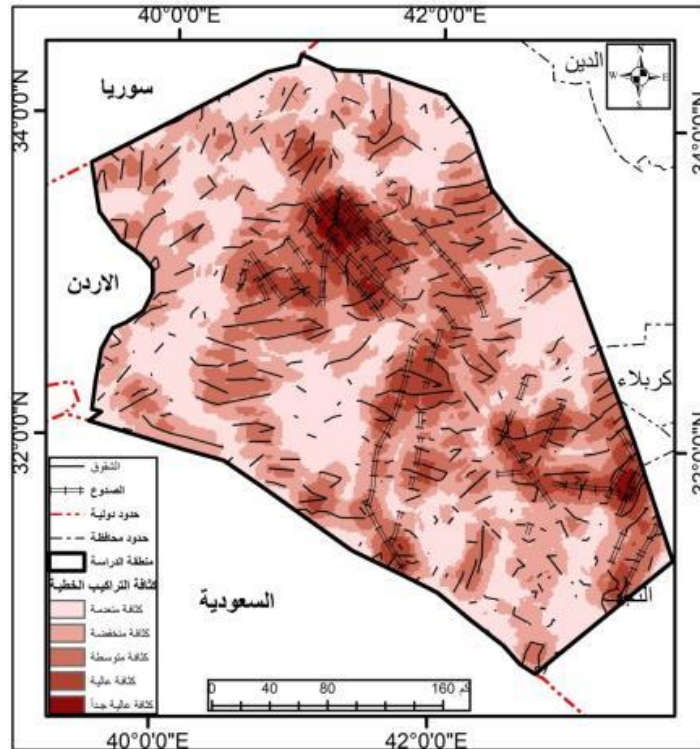 40°0'0"E 42°0'0"E
الدين
N
W E
S
سوريا
34°0'0"N 34°0'0"N
الاردن
كربلاء
32°0'0"N 32°0'0"N
الشقوق
الصدوع
حدود دولية
حدود محافظة
منطقة الدراسة
كثافة التراكيب الخطية
كثافة منعدمة
كثافة منخفضة
كثافة متوسطة
كثافة عالية
كثافة عالية جداً
السعودية
0 40 80 160 كم
40°0'0"E 42°0'0"E